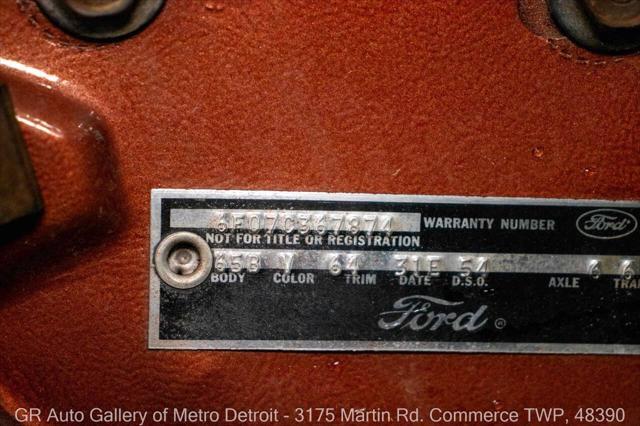 6F07C367874 WARRANTY NUMBER Ford
NOT FOR TITLE OR REGISTRATION
65B V 64 31E 54 6 6
BODY COLOR TRIM DATE D.S.O. AXLE TRA
Ford ®
GR Auto Gallery of Metro Detroit - 3175 Martin Rd. Commerce TWP, 48390